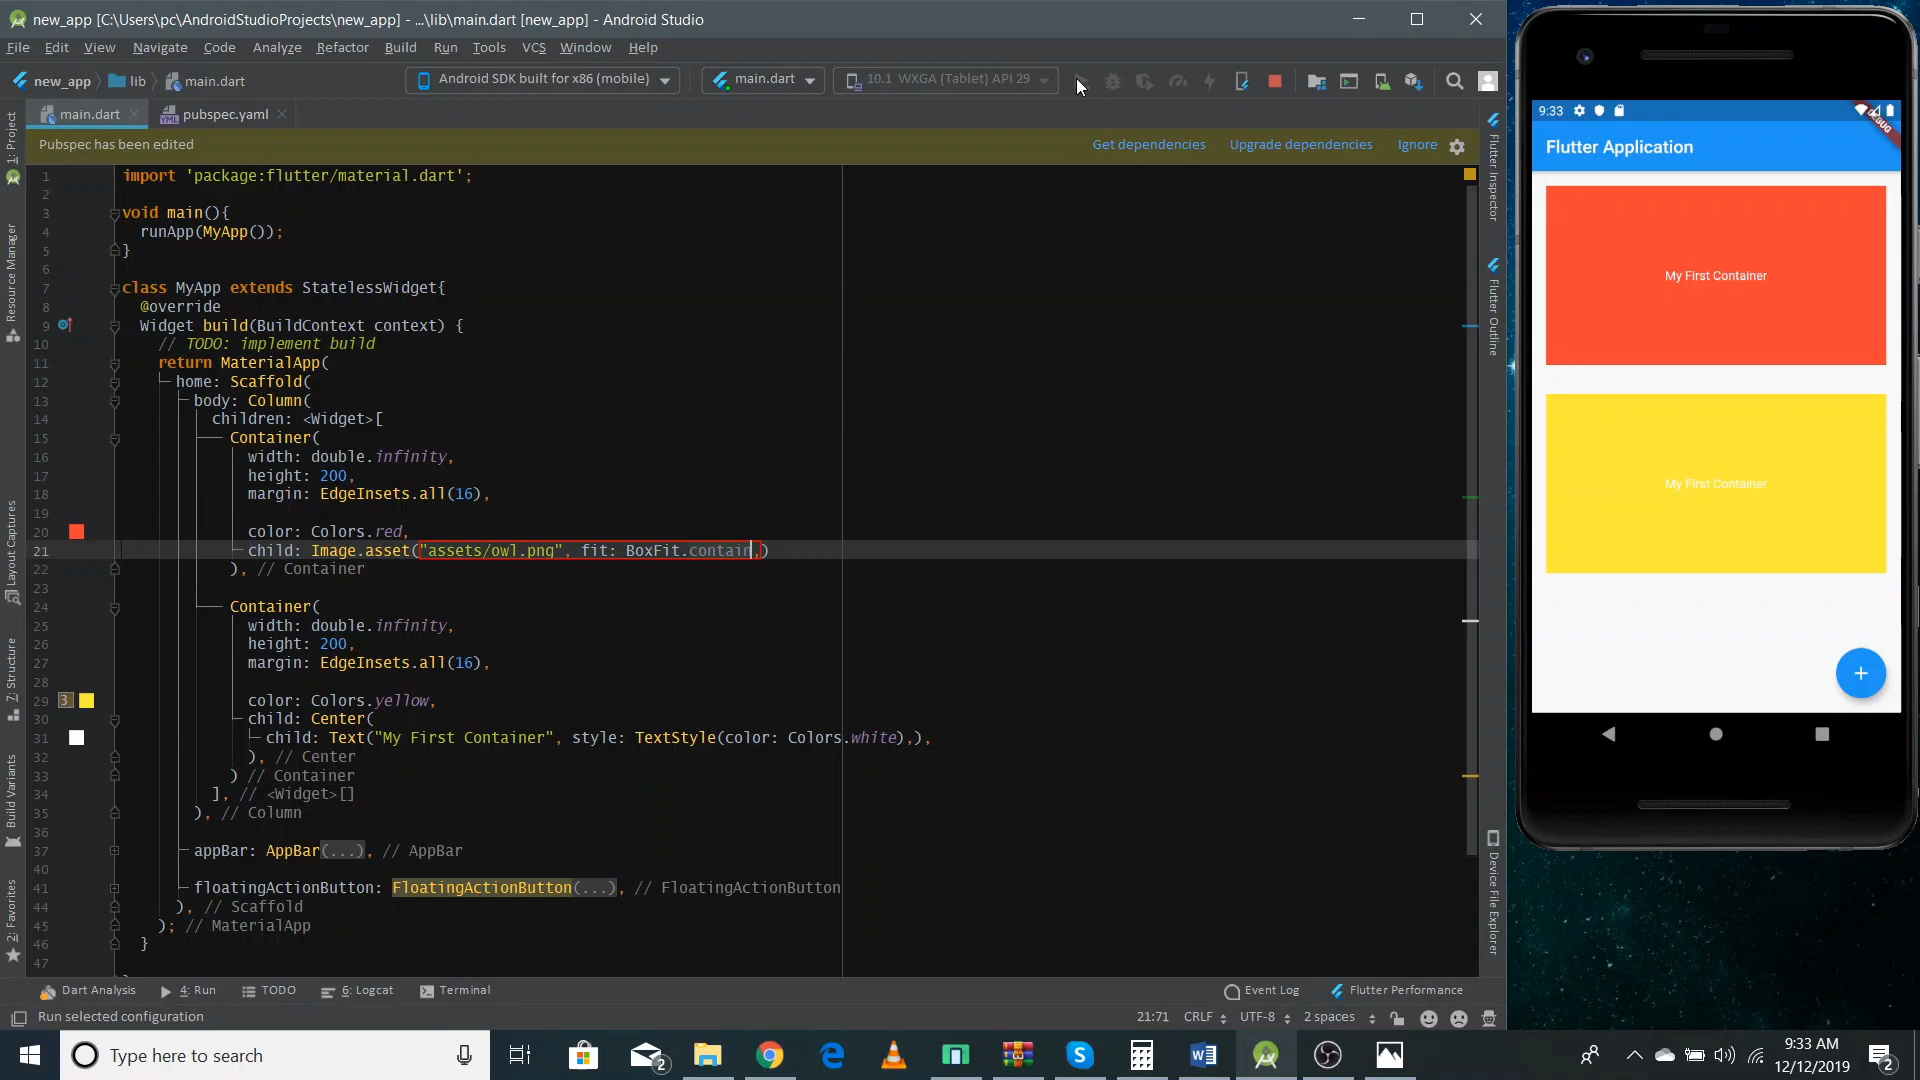 new_app [C:\Users\pc\AndroidStudioProjects\new_app] - ...\lib\main.dart [new_app] - Android Studio
File Edit View Navigate Code Analyze Refactor Build Run Tools VCS Window Help
new_app lib main.dart Android SDK built for x86 (mobile) main.dart 10.1 WXGA (Tablet) API 29
main.dart pubspec.yaml
Pubspec has been edited Get dependencies Upgrade dependencies Ignore
1 import 'package:flutter/material.dart';
2
3 void main(){
4 runApp(MyApp());
5 }
6
7 class MyApp extends StatelessWidget{
8 @override
9 Widget build(BuildContext context) {
10 // TODO: implement build
11 return MaterialApp(
12 home: Scaffold(
13 body: Column(
14 children: <Widget>[
15 Container(
16 width: double.infinity,
17 height: 200,
18 margin: EdgeInsets.all(16),
19
20 color: Colors.red,
21 child: Image.asset("assets/owl.png", fit: BoxFit.contain,)
22 ), // Container
23
24 Container(
25 width: double.infinity,
26 height: 200,
27 margin: EdgeInsets.all(16),
28
29 3 color: Colors.yellow,
30 child: Center(
31 child: Text("My First Container", style: TextStyle(color: Colors.white),),
32 ), // Center
33 ) // Container
34 ], // <Widget>[]
35 ), // Column
36
37 appBar: AppBar(...), // AppBar
40
41 floatingActionButton: FloatingActionButton(...), // FloatingActionButton
44 ), // Scaffold
45 ); // MaterialApp
46 }
47
1: Project
Resource Manager
Layout Captures
7: Structure
Build Variants
2: Favorites
Flutter Inspector
Flutter Outline
Device File Explorer
Dart Analysis 4: Run TODO 6: Logcat Terminal Event Log Flutter Performance
Run selected configuration 21:71 CRLF UTF-8 2 spaces
9:33
DEBUG
Flutter Application
My First Container
My First Container
Type here to search 2 9:33 AM
12/12/2019 2